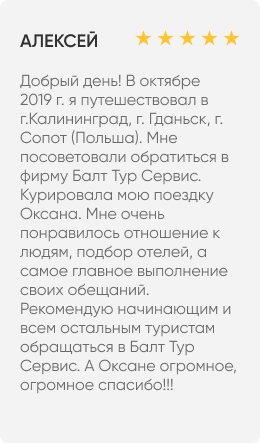 АЛЕКСЕЙ
Добрый день! В октябре
2019 г. я путешествовал в
г.Калининград, г. Гданьск, г.
Сопот (Польша). Мне
посоветовали обратиться в
фирму Балт Тур Сервис.
Курировала мою поездку
Оксана. Мне очень
понравилось отношение к
людям, подбор отелей, а
самое главное выполнение
своих обещаний.
Рекомендую начинающим и
всем остальным туристам
обращаться в Балт Тур
Сервис. А Оксане огромное,
огромное спасибо!!!